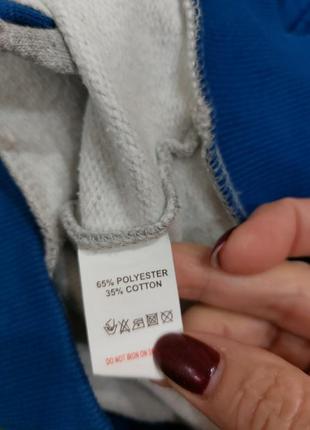 65% POLYESTER
35% COTTON
DO NOT IRON ON